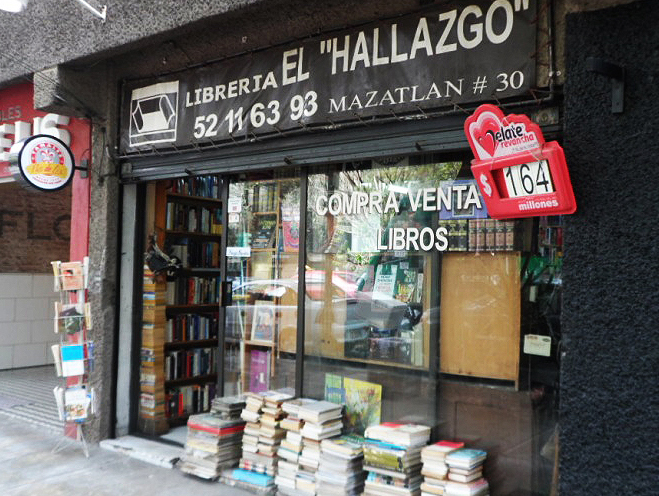 LIBRERIA EL "HALLAZGO"
52 11 63 93 MAZATLAN # 30
Melate
revancha
$ 164
millones
COMPRA VENTA
LIBROS